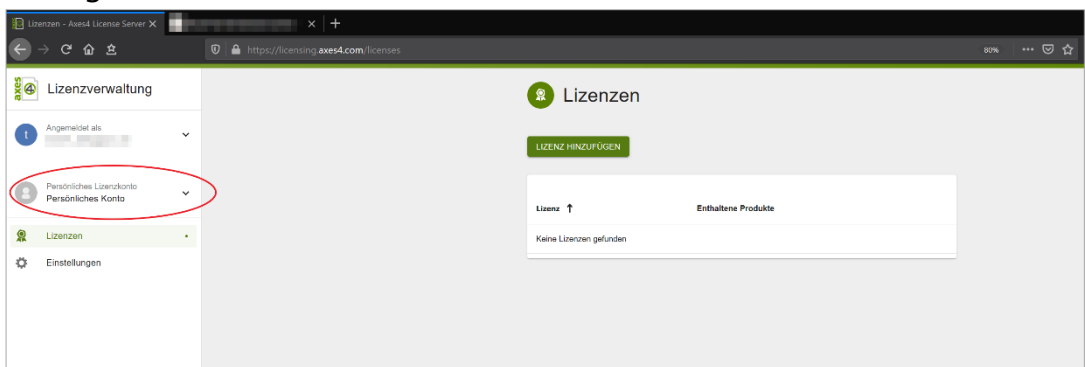 Lizenzen - Axes4 License Server
https://licensing.axes4.com/licenses
80%
axes4
Lizenzverwaltung
Lizenzen
t
Angemeldet als
LIZENZ HINZUFÜGEN
Persönliches Lizenzkonto
Persönliches Konto
Lizenz
Enthaltene Produkte
Lizenzen
Keine Lizenzen gefunden
Einstellungen